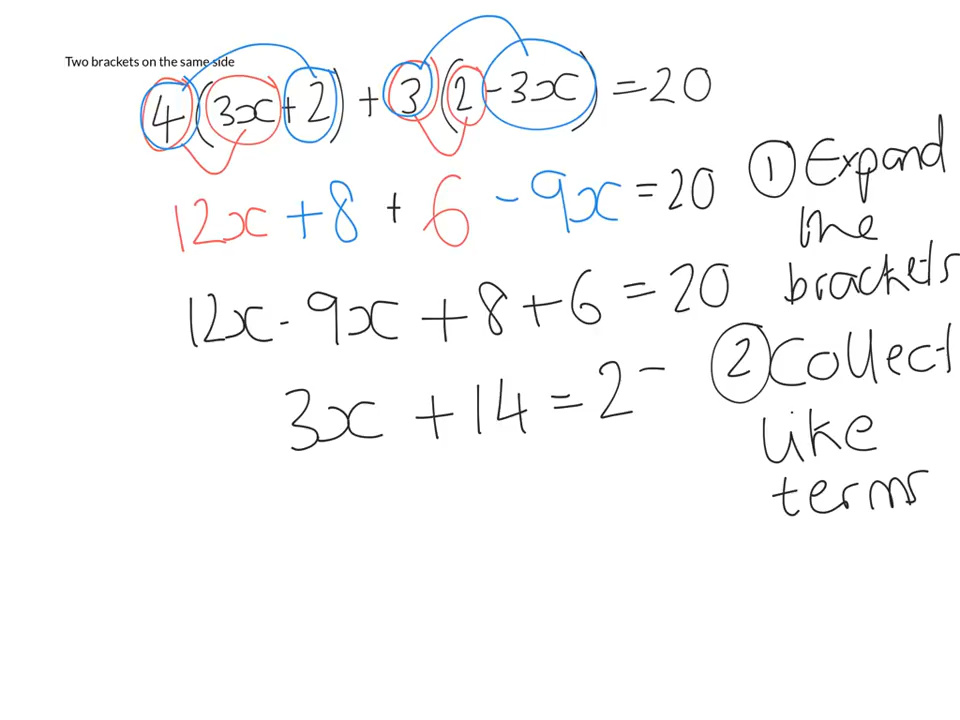 Two brackets on the same side
4(3x+2) + 3(2-3x) = 20
12x + 8 + 6 - 9x = 20
① Expand
the
brackets
12x - 9x + 8 + 6 = 20
② Collect
like
terms
3x + 14 = 2